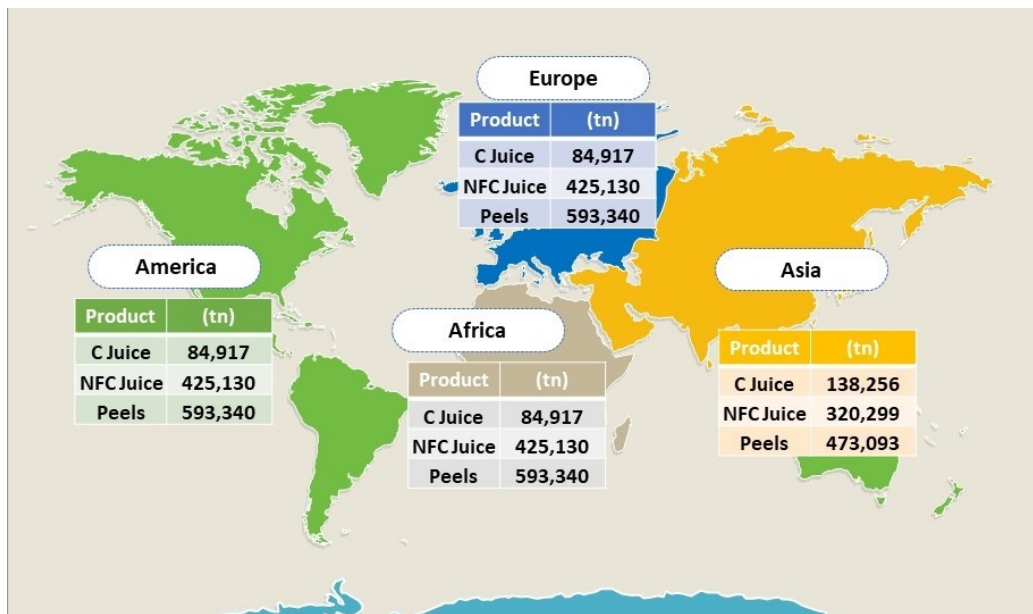 Europe
Product (tn)
C Juice 84,917
NFC Juice 425,130
Peels 593,340
America
Product (tn)
C Juice 84,917
NFC Juice 425,130
Peels 593,340
Africa
Product (tn)
C Juice 84,917
NFC Juice 425,130
Peels 593,340
Asia
Product (tn)
C Juice 138,256
NFC Juice 320,299
Peels 473,093